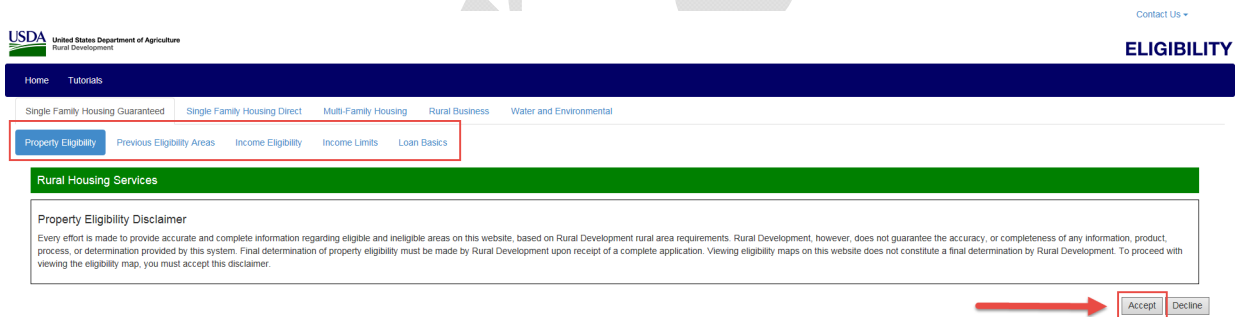 Contact Us
USDA United States Department of Agriculture
Rural Development
ELIGIBILITY
Home Tutorials
Single Family Housing Guaranteed Single Family Housing Direct Multi-Family Housing Rural Business Water and Environmental
Property Eligibility Previous Eligibility Areas Income Eligibility Income Limits Loan Basics
Rural Housing Services
Property Eligibility Disclaimer
Every effort is made to provide accurate and complete information regarding eligible and ineligible areas on this website, based on Rural Development rural area requirements. Rural Development, however, does not guarantee the accuracy, or completeness of any information, product,
process, or determination provided by this system. Final determination of property eligibility must be made by Rural Development upon receipt of a complete application. Viewing eligibility maps on this website does not constitute a final determination by Rural Development. To proceed with
viewing the eligibility map, you must accept this disclaimer.
Accept Decline